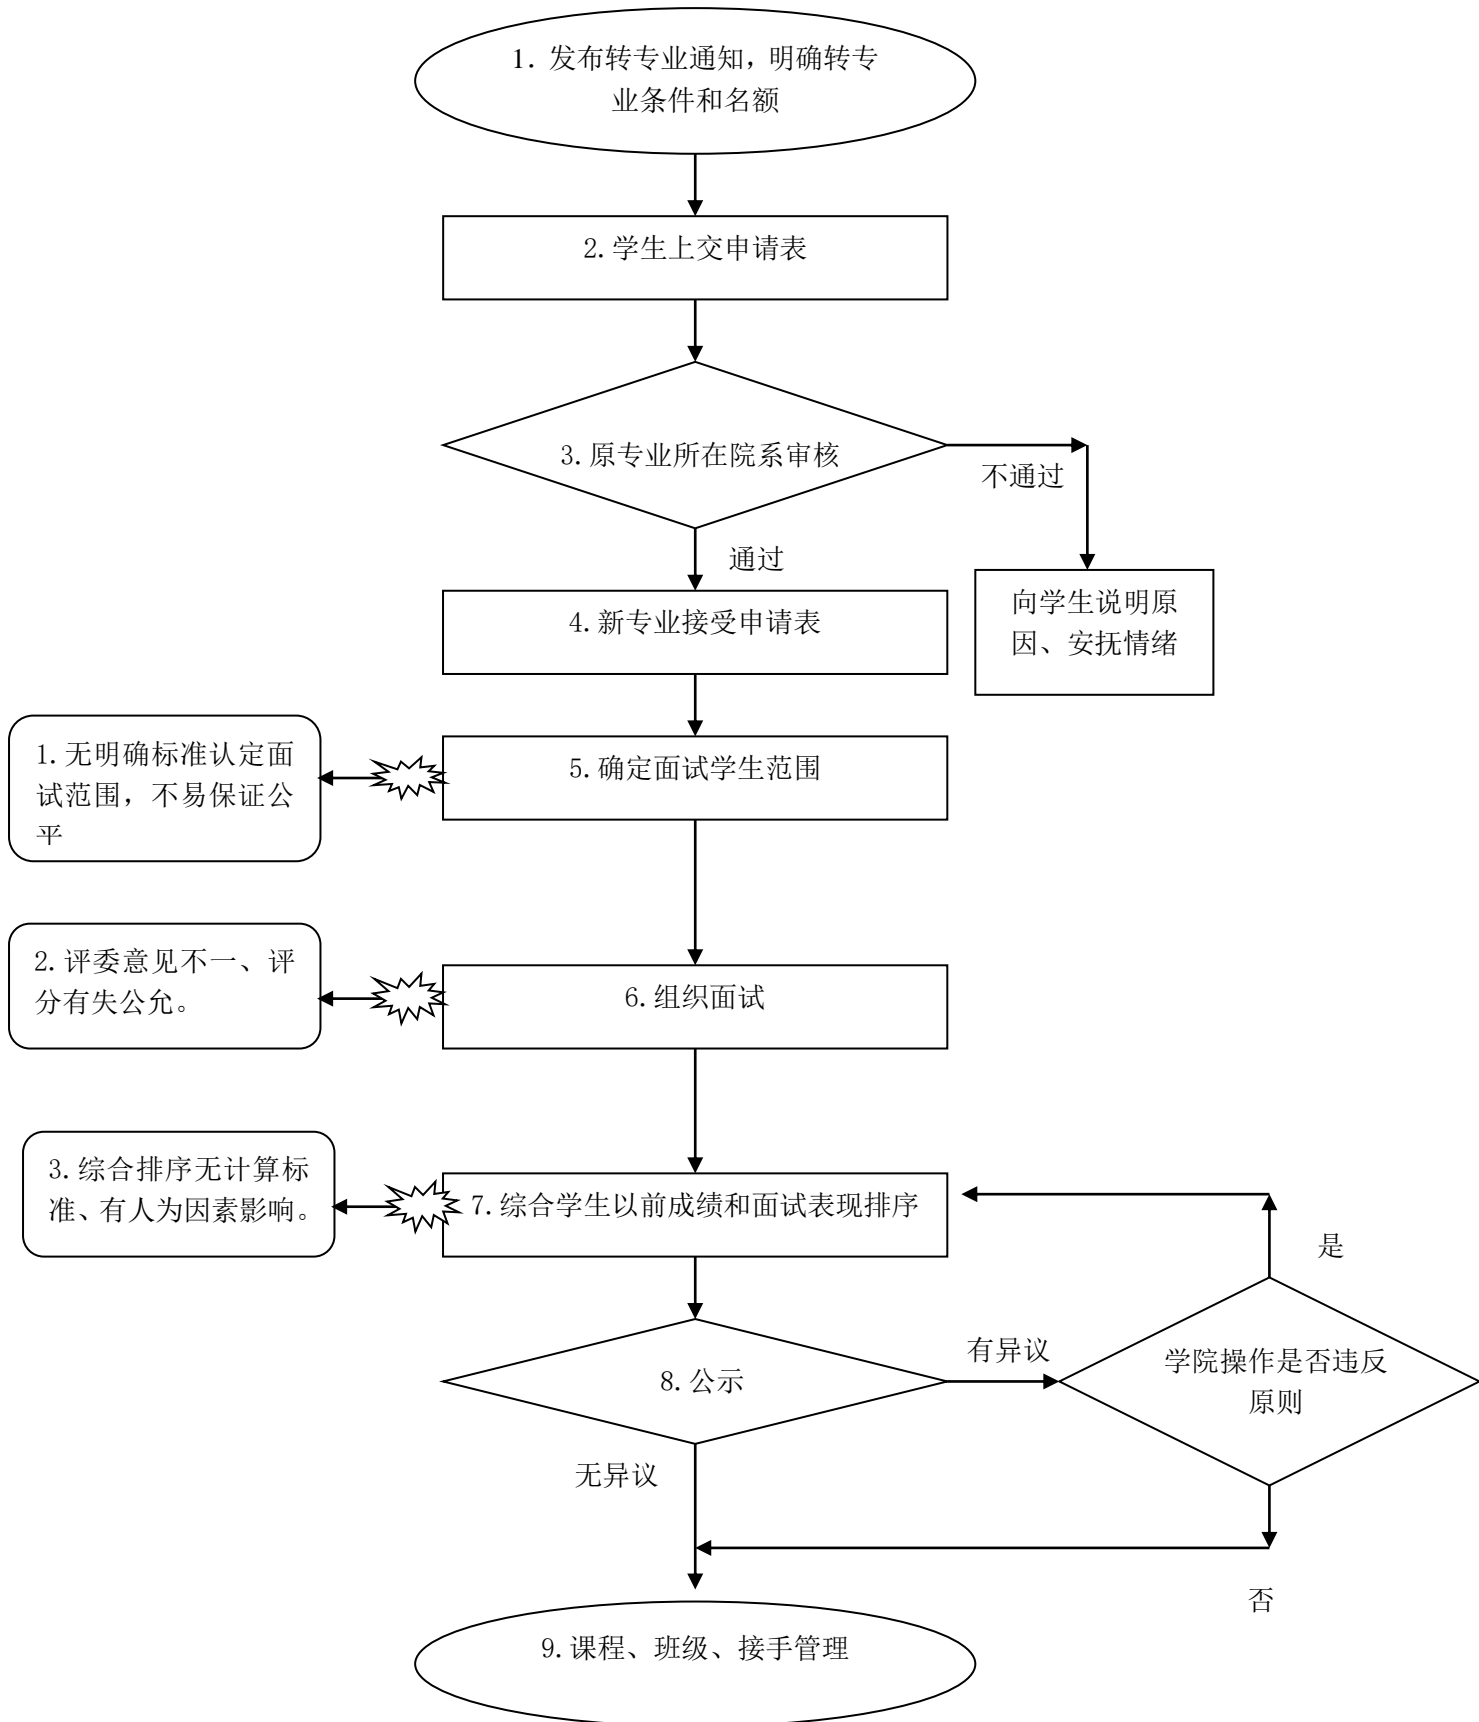 1. 发布转专业通知，明确转专
业条件和名额
2.学生上交申请表
3.原专业所在院系审核
不通过
通过
向学生说明原
因、安抚情绪
4.新专业接受申请表
1.无明确标准认定面
试范围，不易保证公
平
5.确定面试学生范围
2.评委意见不一、评
分有失公允。
6.组织面试
3.综合排序无计算标
准、有人为因素影响。
7.综合学生以前成绩和面试表现排序
是
有异议
学院操作是否违反
原则
8.公示
无异议
否
9.课程、班级、接手管理